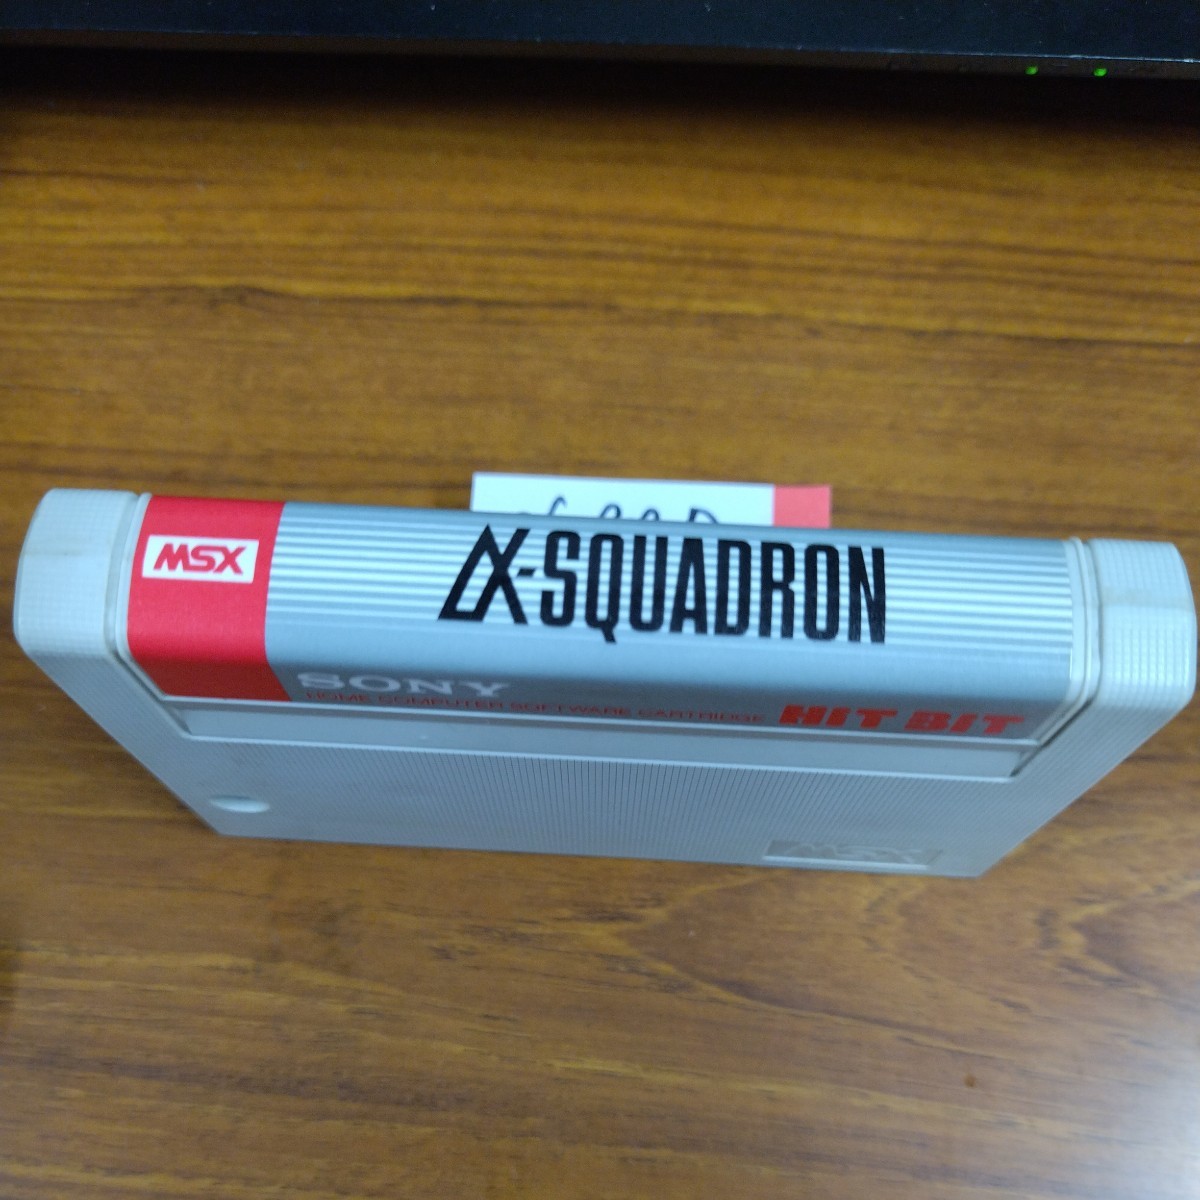 MSX
α-SQUADRON
SONY
HOME COMPUTER SOFTWARE CARTRIDGE HIT BIT
MSX